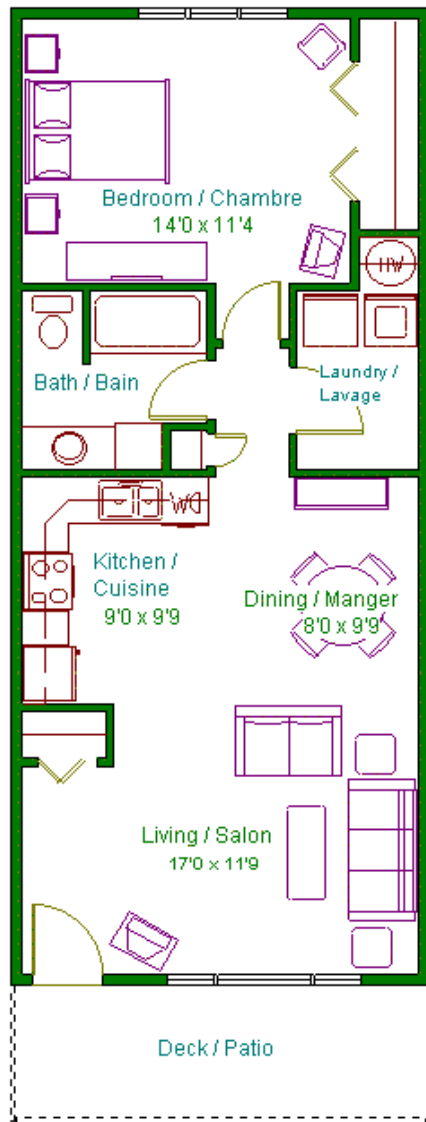 Bedroom / Chambre
14'0 x 11'4
HW
Bath / Bain
Laundry /
Lavage
DW
Kitchen /
Cuisine
9'0 x 9'9
Dining / Manger
8'0 x 9'9
Living / Salon
17'0 x 11'9
Deck / Patio